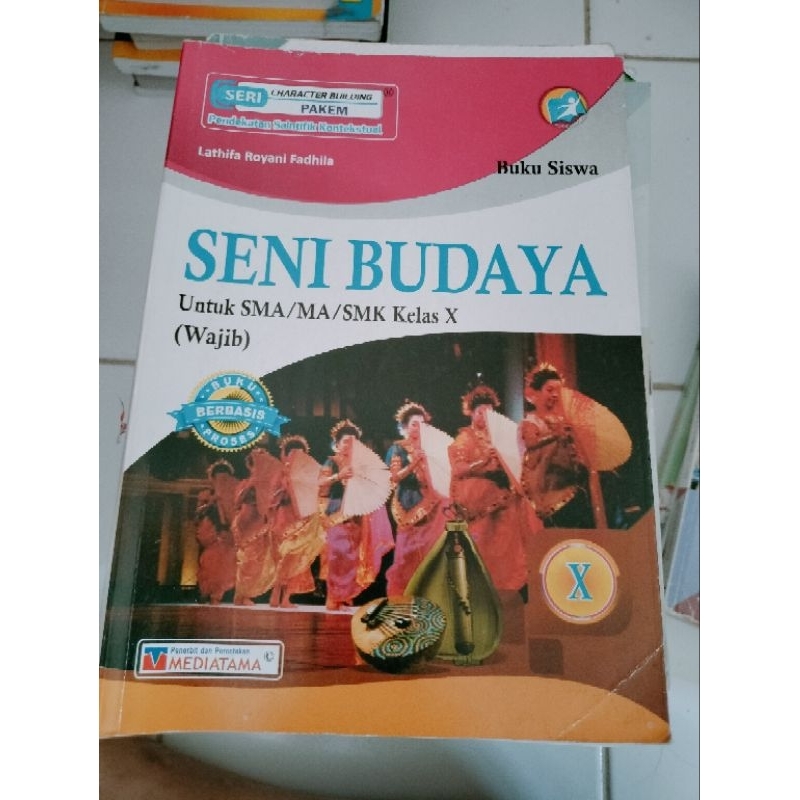 SERI CHARACTER BUILDING ®
PAKEM
Pendekatan Saintifik Kontekstual
Lathifa Royani Fadhila
Buku Siswa
SENI BUDAYA
Untuk SMA/MA/SMK Kelas X
(Wajib)
BUKU
BERBASIS
PROSES
X
Penerbit dan Percetakan
MEDIATAMA ©